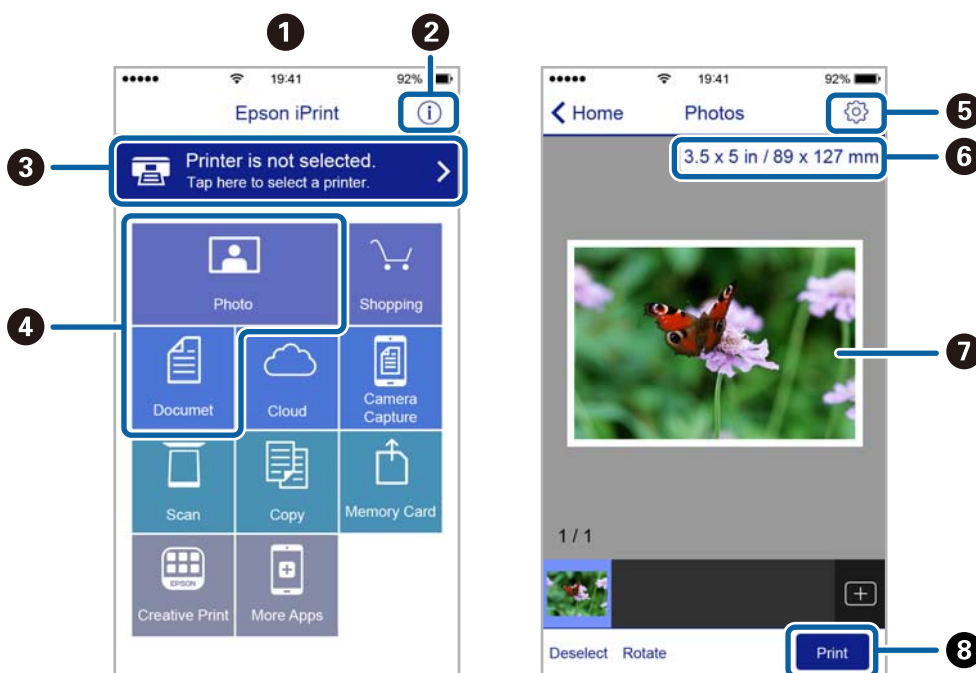 1
2
19:41
92%
Epson iPrint
3
Printer is not selected.
Tap here to select a printer.
4
Photo
Shopping
Documet
Cloud
Camera
Capture
Scan
Copy
Memory Card
EPSON
Creative Print
More Apps
19:41
92%
Home
Photos
5
3.5 x 5 in / 89 x 127 mm
6
7
1 / 1
Deselect
Rotate
Print
8